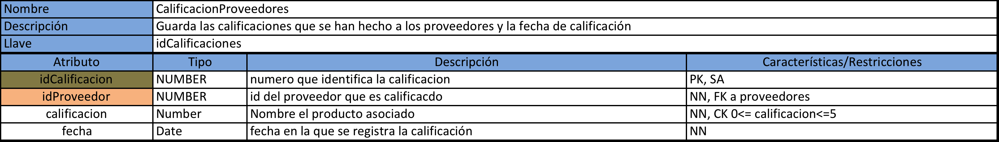 Nombre CalificacionProveedores
Descripción Guarda las calificaciones que se han hecho a los proveedores y la fecha de calificación
Llave idCalificaciones
Atributo Tipo Descripción Características/Restricciones
idCalificacion NUMBER numero que identifica la calificacion PK, SA
idProveedor NUMBER id del proveedor que es calificacdo NN, FK a proveedores
calificacion Number Nombre el producto asociado NN, CK 0<= calificacion<=5
fecha Date fecha en la que se registra la calificación NN